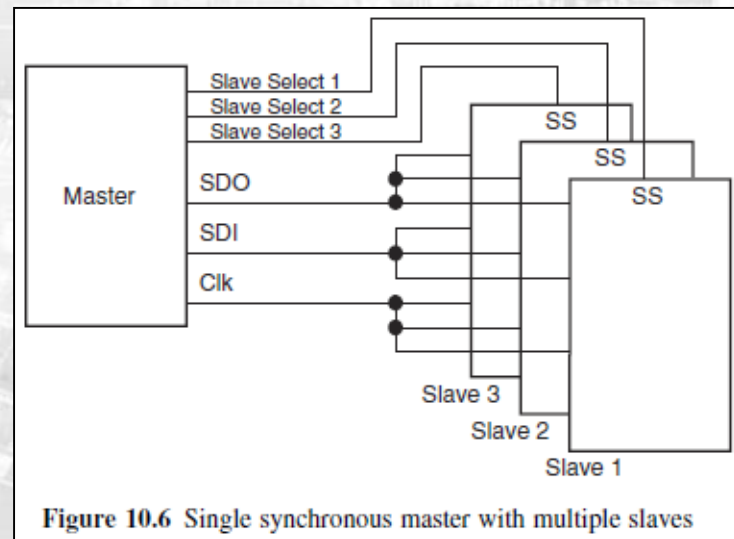 Slave Select 1
Slave Select 2
Slave Select 3
SS
SS
SS
Master
SDO
SDI
Clk
Slave 3
Slave 2
Slave 1
Figure 10.6 Single synchronous master with multiple slaves